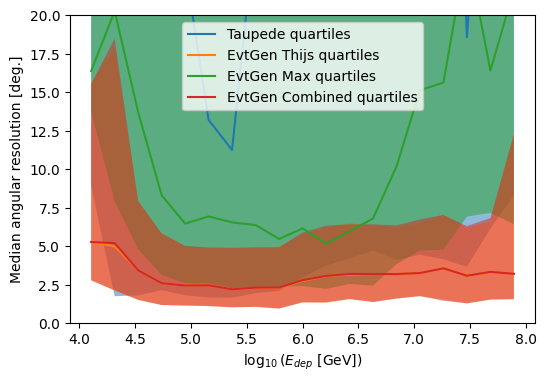 20.0
17.5
15.0
12.5
10.0
7.5
5.0
2.5
0.0
Median angular resolution [deg.]
Taupede quartiles
EvtGen Thijs quartiles
EvtGen Max quartiles
EvtGen Combined quartiles
4.0 4.5 5.0 5.5 6.0 6.5 7.0 7.5 8.0
log₁₀(E_dep [GeV])